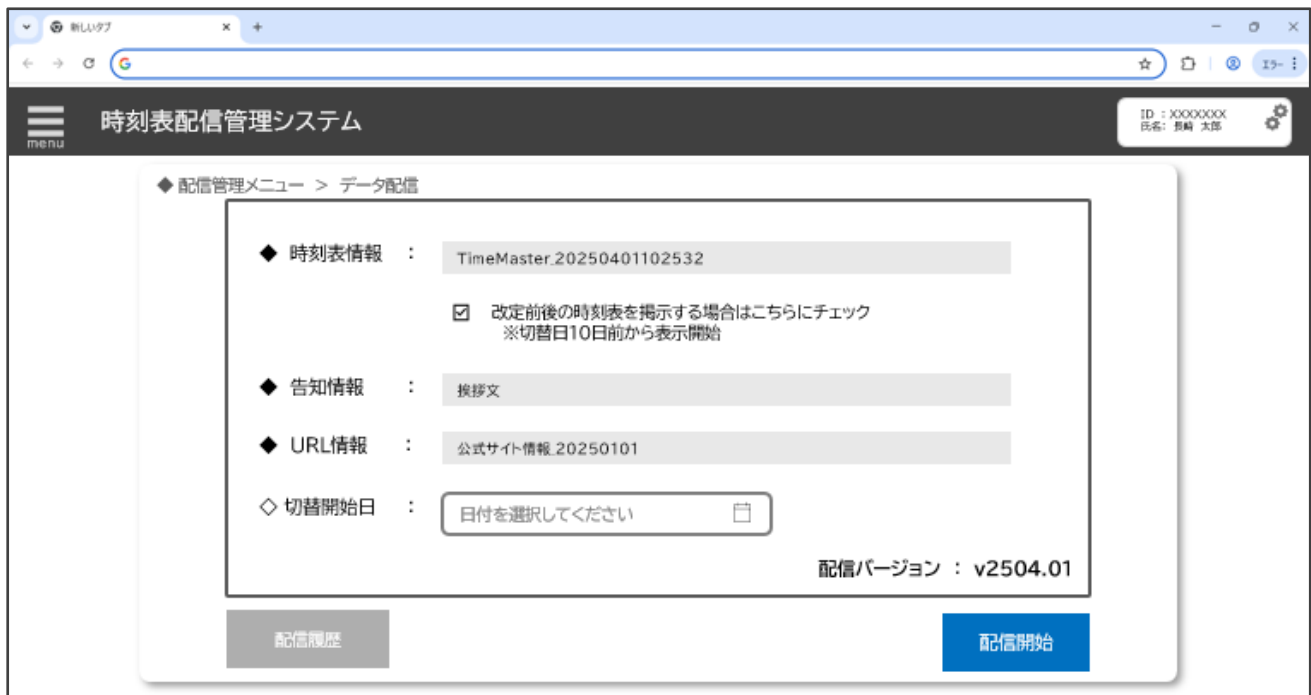 新しいタブ
エラー
menu
時刻表配信管理システム
ID : XXXXXXX
氏名: 長崎 太郎
◆ 配信管理メニュー > データ配信
◆ 時刻表情報 : TimeMaster_20250401102532
☑ 改定前後の時刻表を掲示する場合はこちらにチェック
※切替日10日前から表示開始
◆ 告知情報 : 挨拶文
◆ URL情報 : 公式サイト情報_20250101
◇ 切替開始日 : 日付を選択してください
配信バージョン : v2504.01
配信履歴
配信開始